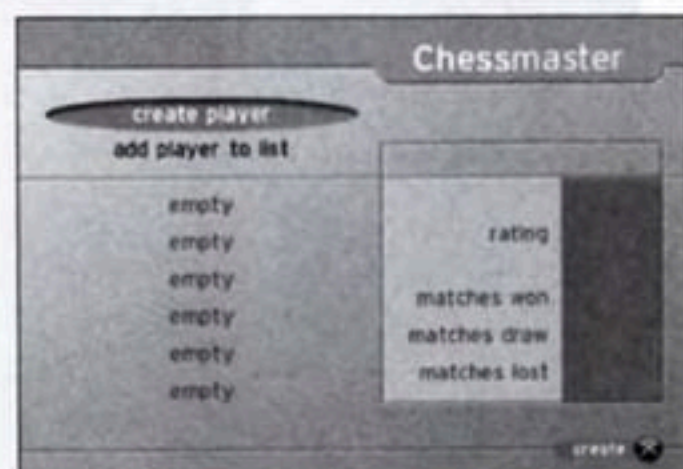 Chessmaster
create player
add player to list
empty
empty
empty
empty
empty
empty
rating
matches won
matches draw
matches lost
create